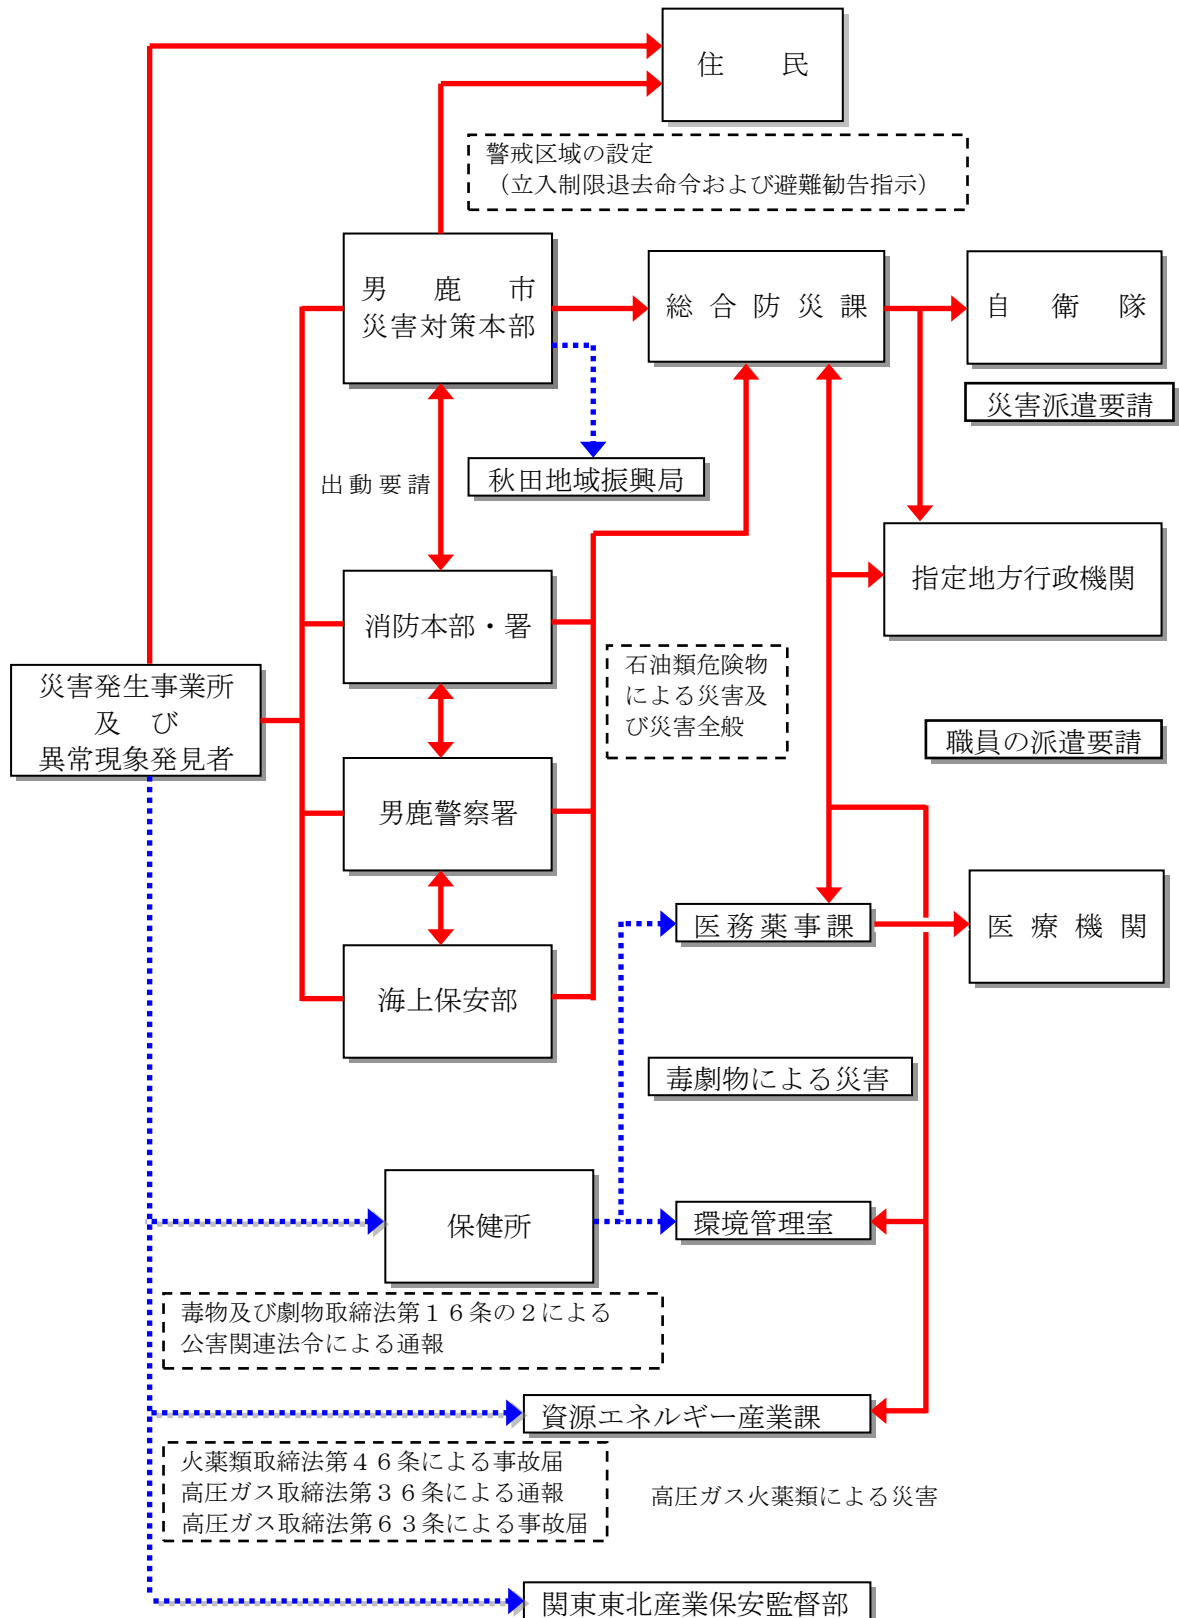 住　　民
警戒区域の設定
（立入制限退去命令および避難勧告指示）
男　鹿　市
災害対策本部
総合防災課
自　衛　隊
災害派遣要請
秋田地域振興局
出動要請
指定地方行政機関
消防本部・署
石油類危険物
による災害及
び災害全般
災害発生事業所
及　び
異常現象発見者
職員の派遣要請
男鹿警察署
医務薬事課
医療機関
海上保安部
毒劇物による災害
保健所
環境管理室
毒物及び劇物取締法第１６条の２による
公害関連法令による通報
資源エネルギー産業課
火薬類取締法第４６条による事故届
高圧ガス取締法第３６条による通報
高圧ガス取締法第６３条による事故届
高圧ガス火薬類による災害
関東東北産業保安監督部